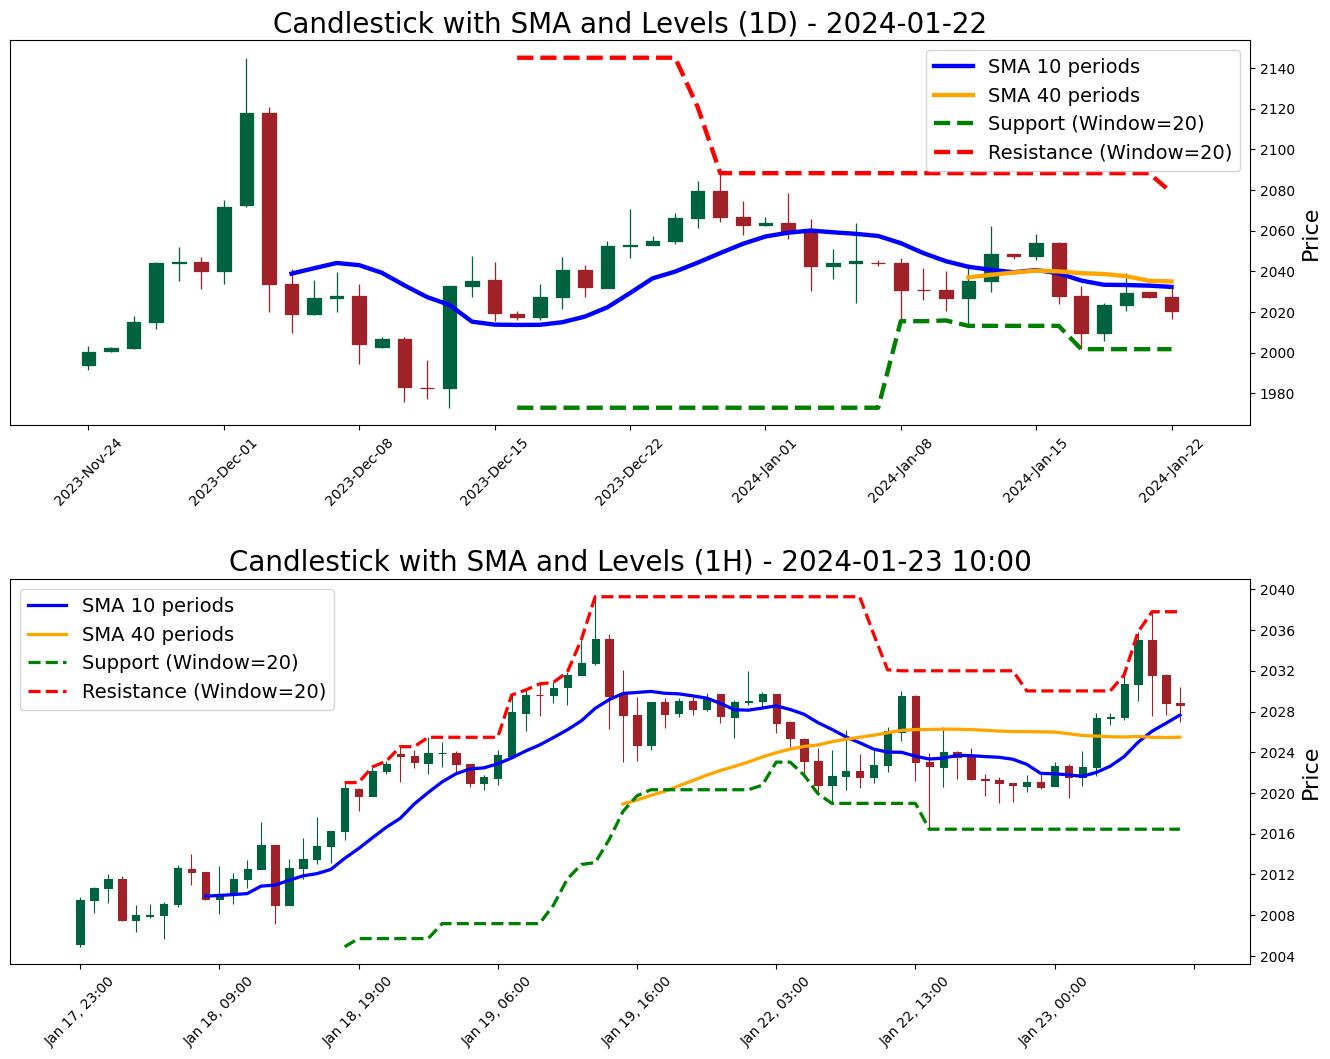 Candlestick with SMA and Levels (1D) - 2024-01-22
SMA 10 periods
SMA 40 periods
Support (Window=20)
Resistance (Window=20)
2140
2120
2100
2080
2060
2040
2020
2000
1980
Price
2023-Nov-24
2023-Dec-01
2023-Dec-08
2023-Dec-15
2023-Dec-22
2024-Jan-01
2024-Jan-08
2024-Jan-15
2024-Jan-22
Candlestick with SMA and Levels (1H) - 2024-01-23 10:00
SMA 10 periods
SMA 40 periods
Support (Window=20)
Resistance (Window=20)
2040
2036
2032
2028
2024
2020
2016
2012
2008
2004
Price
Jan 17, 23:00
Jan 18, 09:00
Jan 18, 19:00
Jan 19, 06:00
Jan 19, 16:00
Jan 22, 03:00
Jan 22, 13:00
Jan 23, 00:00